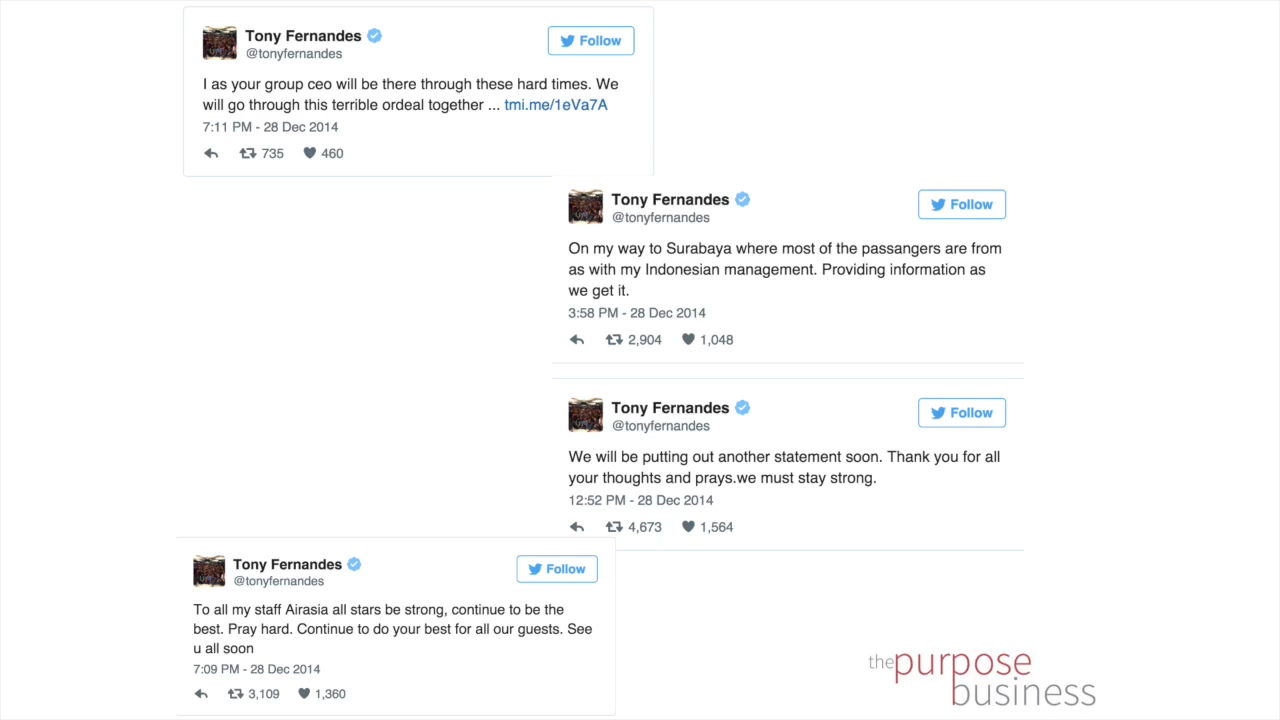 Tony Fernandes
@tonyfernandes
Follow
I as your group ceo will be there through these hard times. We
will go through this terrible ordeal together ... tmi.me/1eVa7A
7:11 PM - 28 Dec 2014
735 460
Tony Fernandes
@tonyfernandes
Follow
On my way to Surabaya where most of the passangers are from
as with my Indonesian management. Providing information as
we get it.
3:58 PM - 28 Dec 2014
2,904 1,048
Tony Fernandes
@tonyfernandes
Follow
We will be putting out another statement soon. Thank you for all
your thoughts and prays.we must stay strong.
12:52 PM - 28 Dec 2014
4,673 1,564
Tony Fernandes
@tonyfernandes
Follow
To all my staff Airasia all stars be strong, continue to be the
best. Pray hard. Continue to do your best for all our guests. See
u all soon
7:09 PM - 28 Dec 2014
3,109 1,360
thepurpose
business